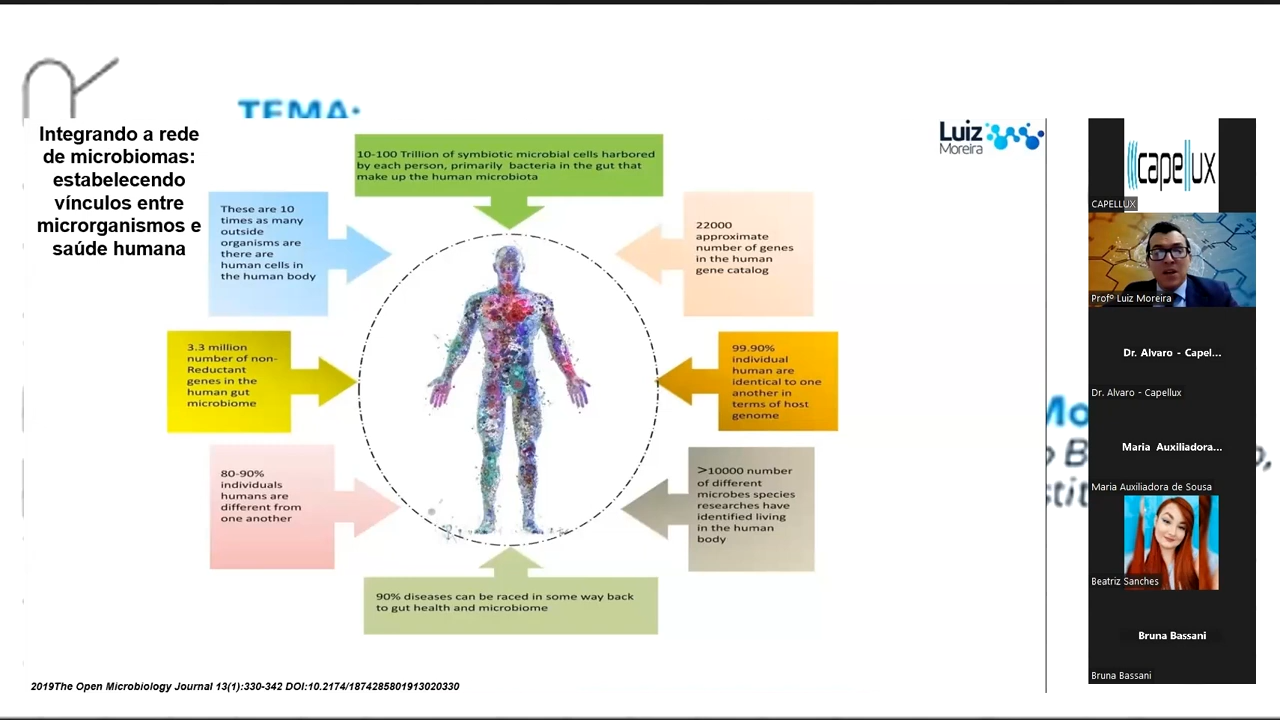 TEMA:
Integrando a rede
de microbiomas:
estabelecendo
vínculos entre
microrganismos e
saúde humana
Luiz
Moreira
10-100 Trillion of symbiotic microbial cells harbored
by each person, primarily bacteria in the gut that
make up the human microbiota
These are 10
times as many
outside
organisms are
there are
human cells in
the human body
22000
approximate
number of genes
in the human
gene catalog
3.3 million
number of non-
Reductant
genes in the
human gut
microbiome
99.90%
individual
human are
identical to one
another in
terms of host
genome
80-90%
individuals
humans are
different from
one another
>10000 number
of different
microbes species
researches have
identified living
in the human
body
90% diseases can be raced in some way back
to gut health and microbiome
2019The Open Microbiology Journal 13(1):330-342 DOI:10.2174/1874285801913020330
capellux
CAPELLUX
Profº Luiz Moreira
Dr. Alvaro - Capel...
Dr. Alvaro - Capellux
Maria Auxiliadora...
Maria Auxiliadora de Sousa
Beatriz Sanches
Bruna Bassani
Bruna Bassani